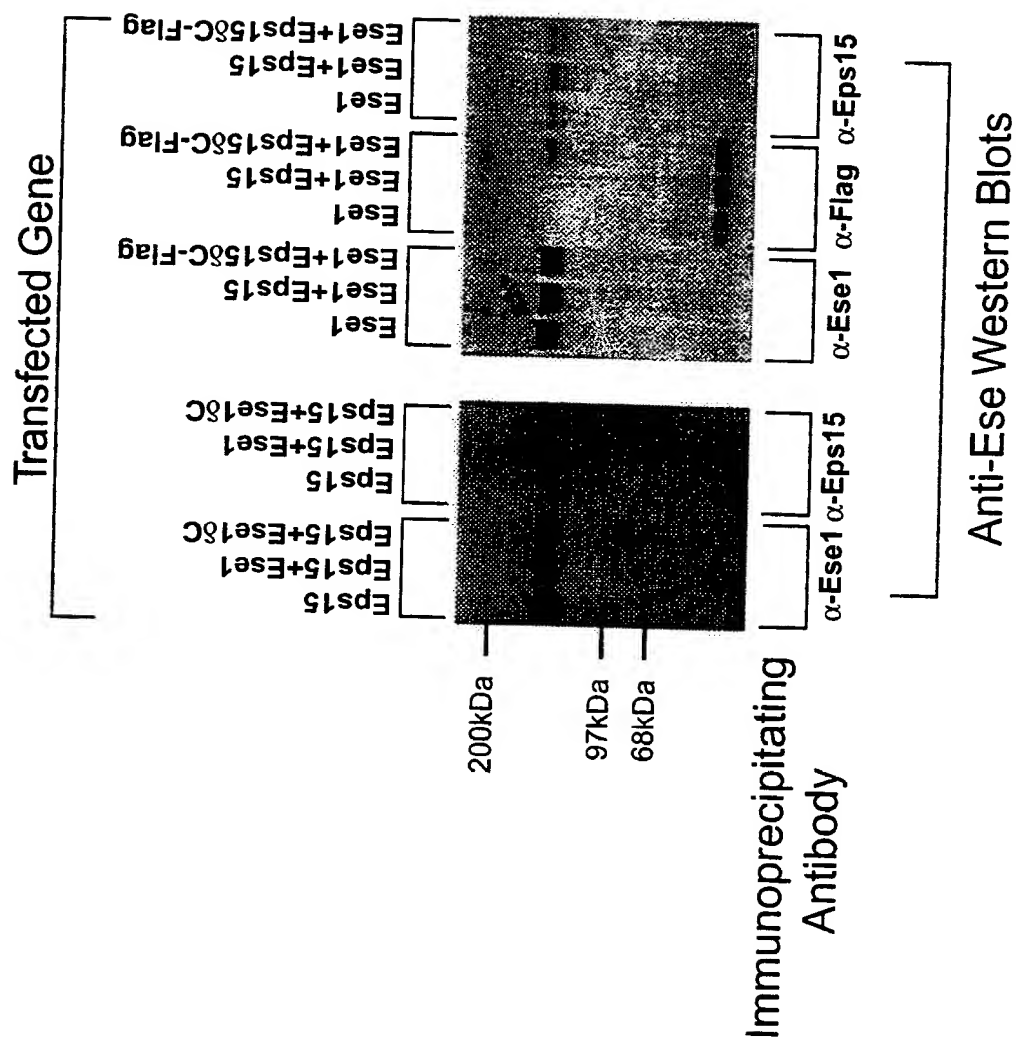 Transfected Gene
Eps15
Eps15+Ese1
Eps15+Ese1δC
Eps15
Eps15+Ese1
Eps15+Ese1δC
Ese1
Ese1+Eps15
Ese1+Eps15δC-Flag
Ese1
Ese1+Eps15
Ese1+Eps15δC-Flag
Ese1
Ese1+Eps15
Ese1+Eps15δC-Flag
200kDa
97kDa
68kDa
Immunoprecipitating
Antibody
α-Ese1 α-Eps15
α-Ese1 α-Flag α-Eps15
Anti-Ese Western Blots